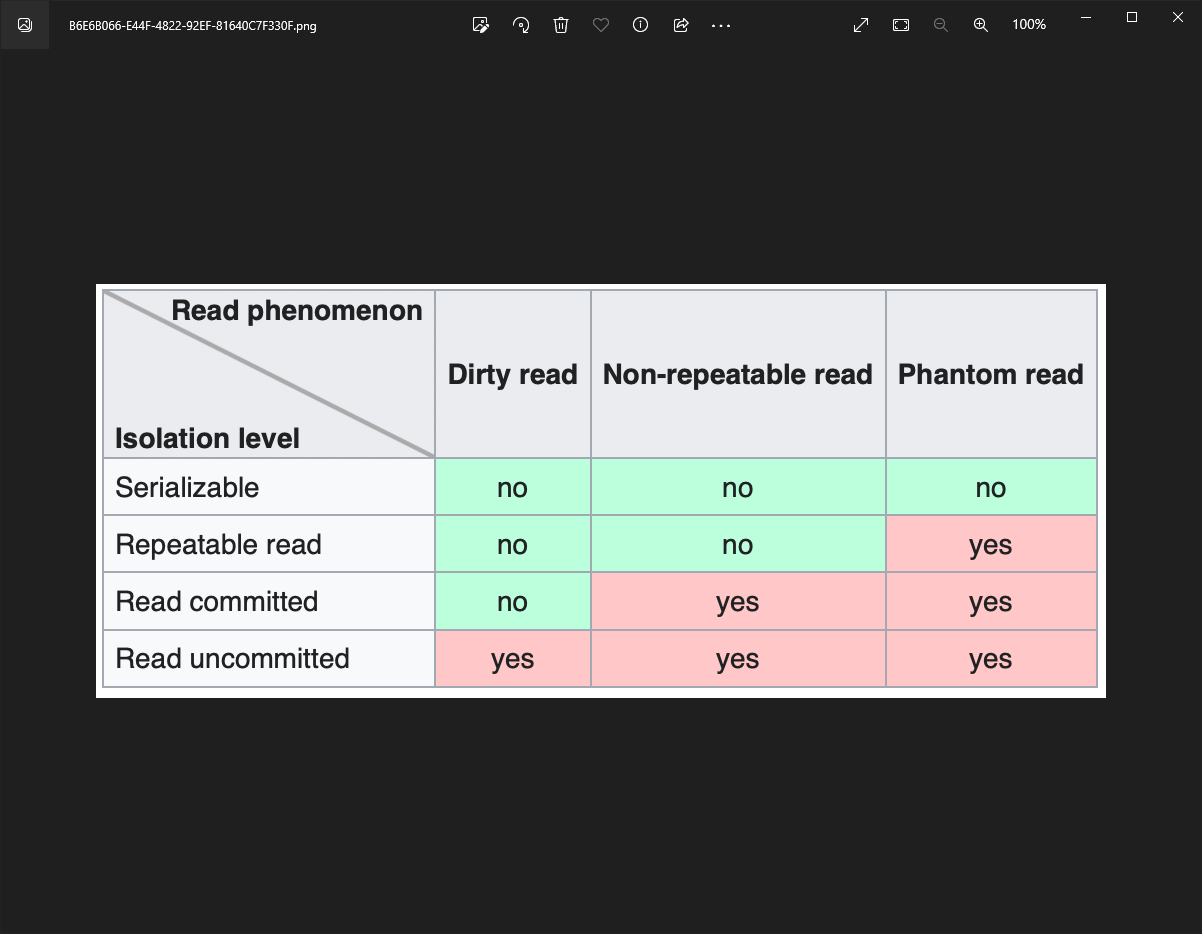 B6E6B066-E44F-4822-92EF-81640C7F330F.png
100%
Read phenomenon
Isolation level
Dirty read
Non-repeatable read
Phantom read
Serializable
no
no
no
Repeatable read
no
no
yes
Read committed
no
yes
yes
Read uncommitted
yes
yes
yes